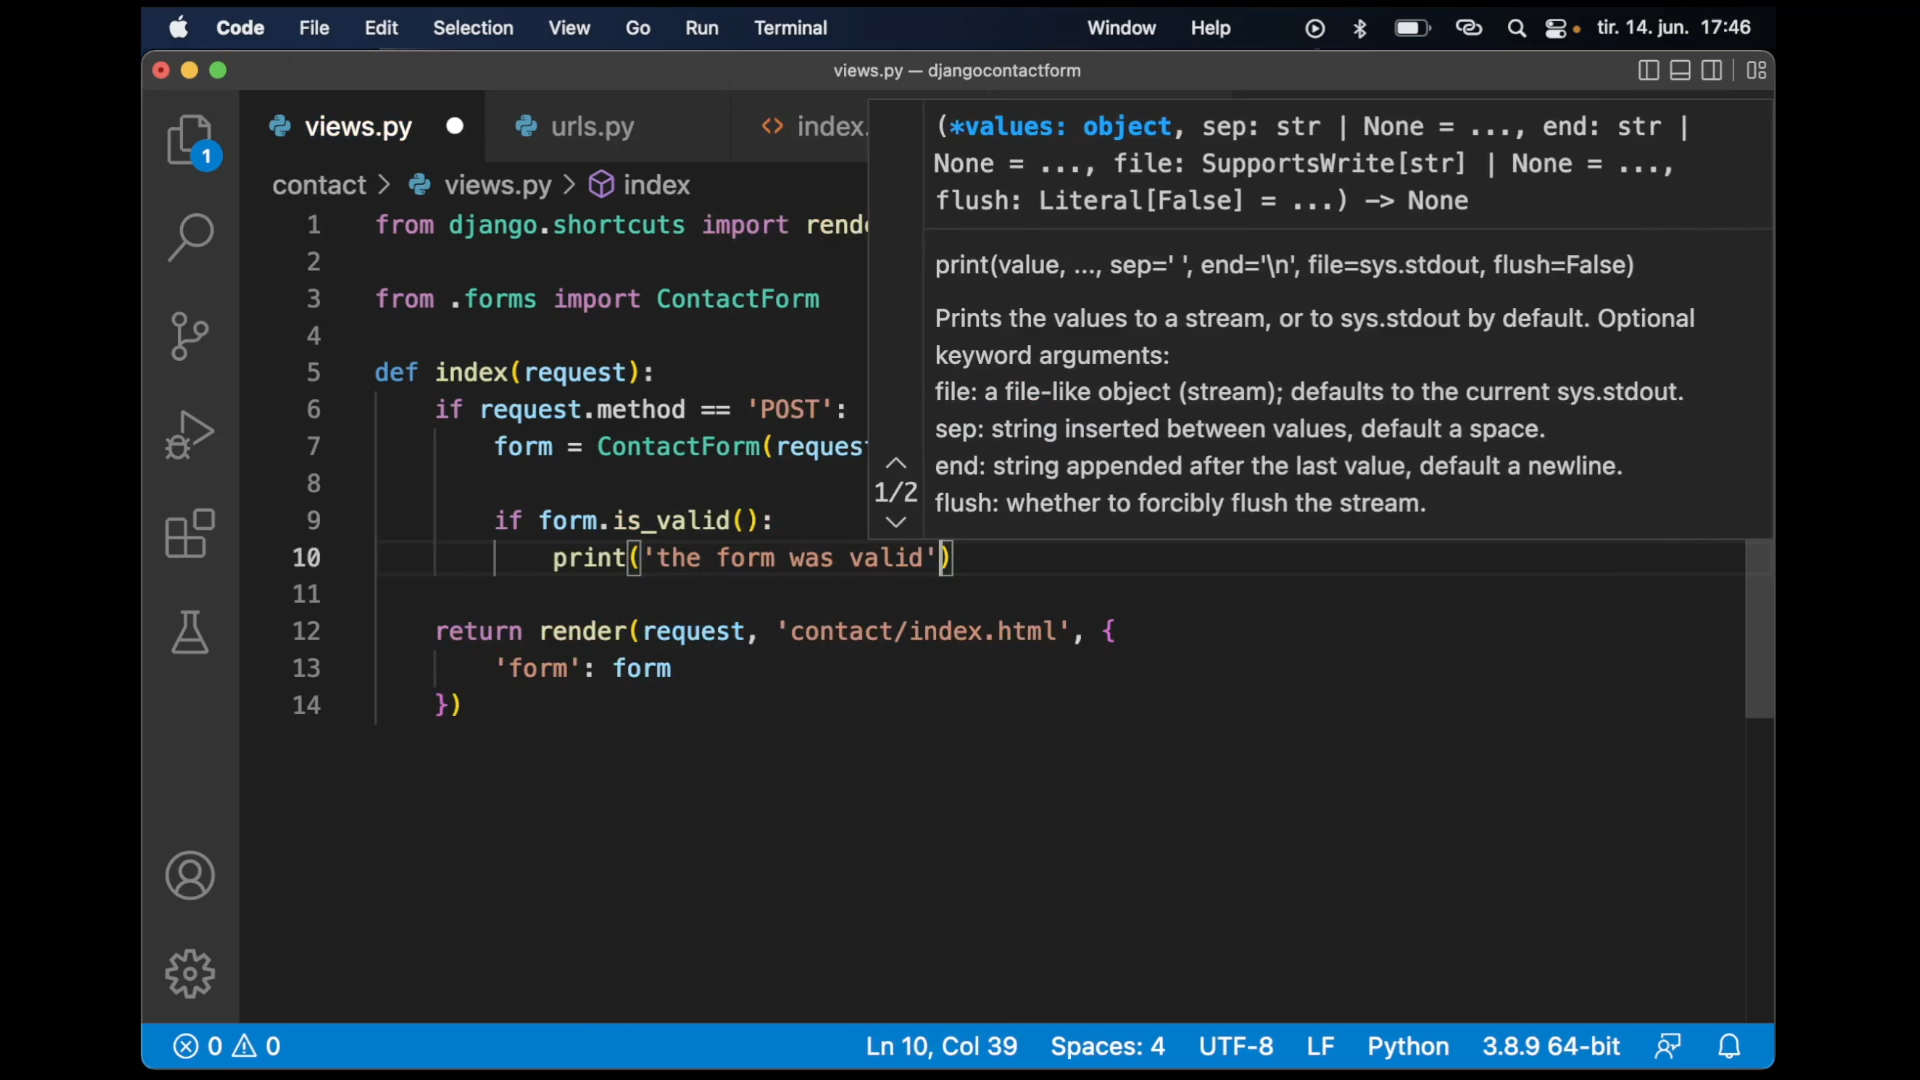 Code File Edit Selection View Go Run Terminal Window Help tir. 14. jun. 17:46
views.py — djangocontactform
views.py urls.py index.
1
contact > views.py > index
1 from django.shortcuts import rende
2
3 from .forms import ContactForm
4
5 def index(request):
6 if request.method == 'POST':
7 form = ContactForm(reques
8
9 if form.is_valid():
10 print('the form was valid')
11
12 return render(request, 'contact/index.html', {
13 'form': form
14 })
(*values: object, sep: str | None = ..., end: str |
None = ..., file: SupportsWrite[str] | None = ...,
flush: Literal[False] = ...) -> None
print(value, ..., sep=' ', end='\n', file=sys.stdout, flush=False)
Prints the values to a stream, or to sys.stdout by default. Optional
keyword arguments:
file: a file-like object (stream); defaults to the current sys.stdout.
sep: string inserted between values, default a space.
end: string appended after the last value, default a newline.
flush: whether to forcibly flush the stream.
1/2
0 0 Ln 10, Col 39 Spaces: 4 UTF-8 LF Python 3.8.9 64-bit